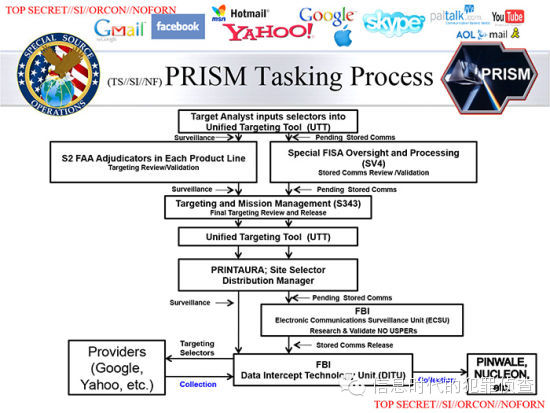 TOP SECRET//SI//ORCON//NOFORN
Gmail
facebook
msn Hotmail
Google
YAHOO!
skype
paltalk.com
YouTube
AOL mail
SPECIAL SOURCE
OPERATIONS
(TS//SI//NF) PRISM Tasking Process
PRISM
Target Analyst inputs selectors into
Unified Targeting Tool (UTT)
Surveillance
Pending Stored Comms
S2 FAA Adjudicators in Each Product Line
Targeting Review/Validation
Special FISA Oversight and Processing
(SV4)
Stored Comms Review /Validation
Surveillance
Pending Stored Comms
Targeting and Mission Management (S343)
Final Targeting Review and Release
Unified Targeting Tool (UTT)
PRINTAURA; Site Selector
Distribution Manager
Surveillance
Pending Stored Comms
FBI
Electronic Communications Surveillance Unit (ECSU)
Research & Validate NO USPERs
Stored Comms Release
Providers
(Google,
Yahoo, etc.)
Targeting
Selectors
Collection
FBI
Data Intercept Technology Unit (DITU)
Collection
PINWALE,
NUCLEON,
etc.
信息时代的犯罪侦查
TOP SECRET//SI//ORCON//NOFORN